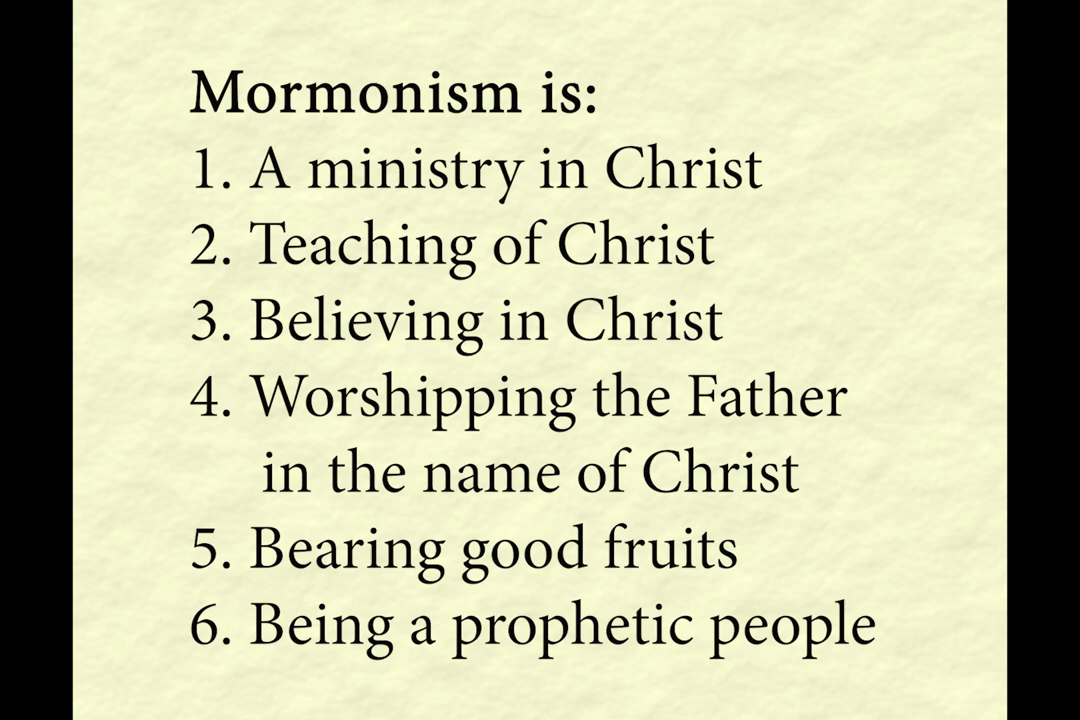 Mormonism is:
1. A ministry in Christ
2. Teaching of Christ
3. Believing in Christ
4. Worshipping the Father
in the name of Christ
5. Bearing good fruits
6. Being a prophetic people